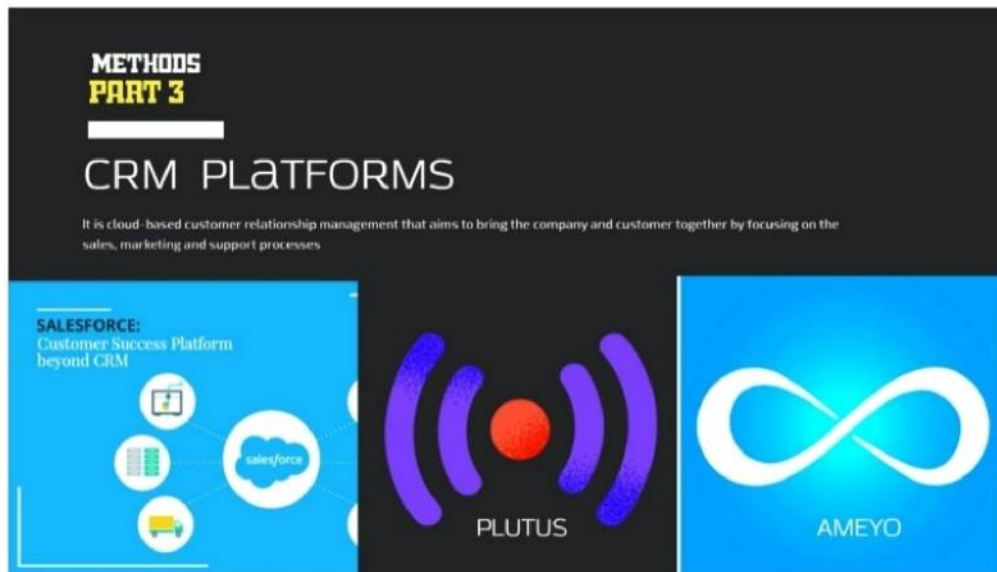 METHODS
PART 3
CRM PLaTFORMS
It is cloud-based customer relationship management that aims to bring the company and customer together by focusing on the
sales, marketing and support processes
SALESFORCE:
Customer Success Platform
beyond CRM
salesforce
PLUTUS
AMEYO